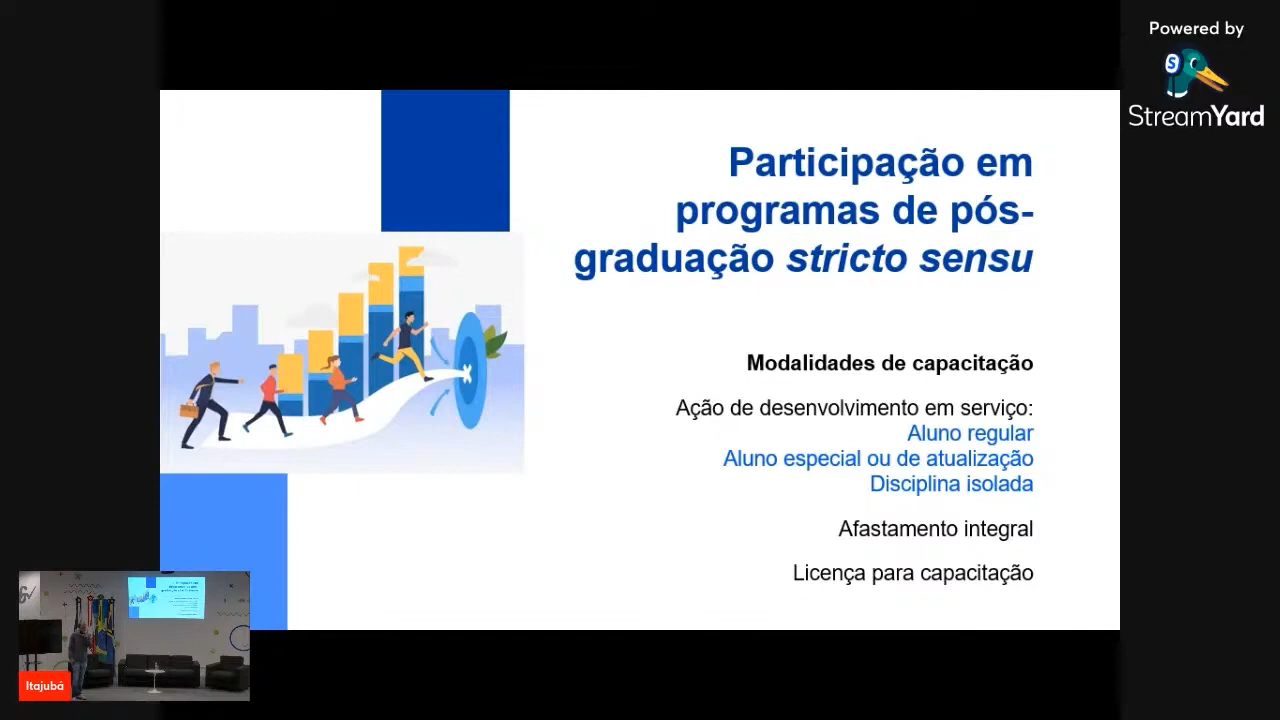 Powered by
S
StreamYard
Participação em
programas de pós-
graduação stricto sensu
Modalidades de capacitação
Ação de desenvolvimento em serviço:
Aluno regular
Aluno especial ou de atualização
Disciplina isolada
Afastamento integral
Licença para capacitação
Itajubá